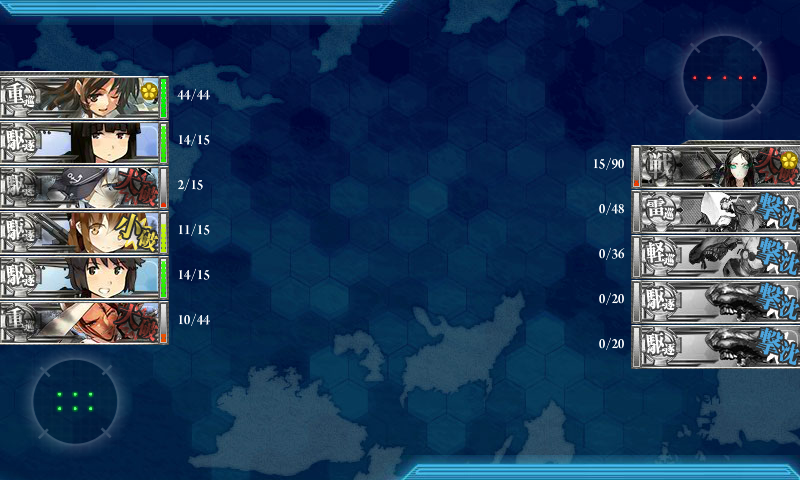 重巡
44/44
駆逐
14/15
駆逐
大破
2/15
駆逐
小破
11/15
駆逐
14/15
重巡
大破
10/44
15/90
戦
大破
0/48
雷巡
撃沈
0/36
軽巡
撃沈
0/20
駆逐
撃沈
0/20
駆逐
撃沈